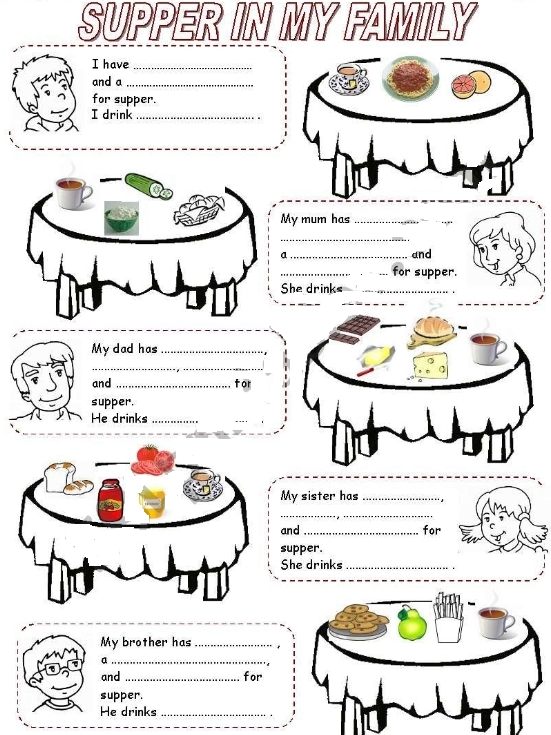 SUPPER IN MY FAMILY
I have ....................................
and a ....................................
for supper.
I drink .................................... .
My mum has ....................
....................................
a .................................... and
.................... for supper.
She drinks ....................
My dad has .............................. ,
.................... , ....................
and .............................. for
supper.
He drinks ..............
My sister has ........................ ,
.................. , ............................
and .............................. for
supper.
She drinks .............................. .
My brother has ........................ ,
a .......................................... ,
and .............................. for
supper.
He drinks .............................. .